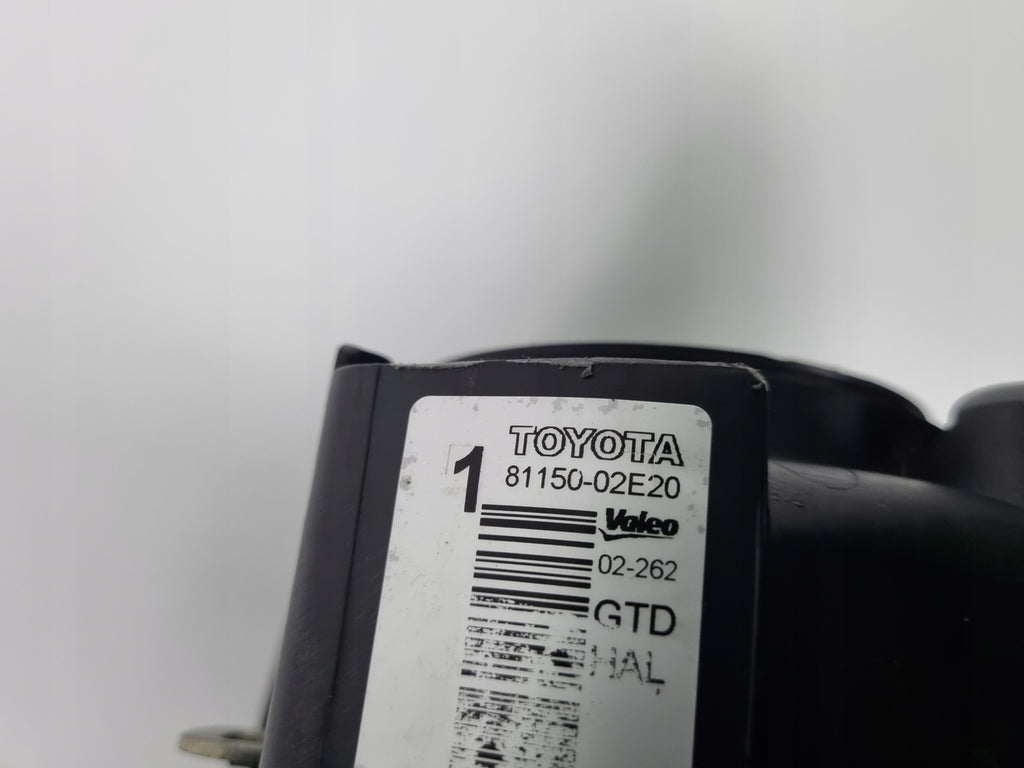 TOYOTA
1
81150-02E20
Valeo
02-262
GTD
HAL